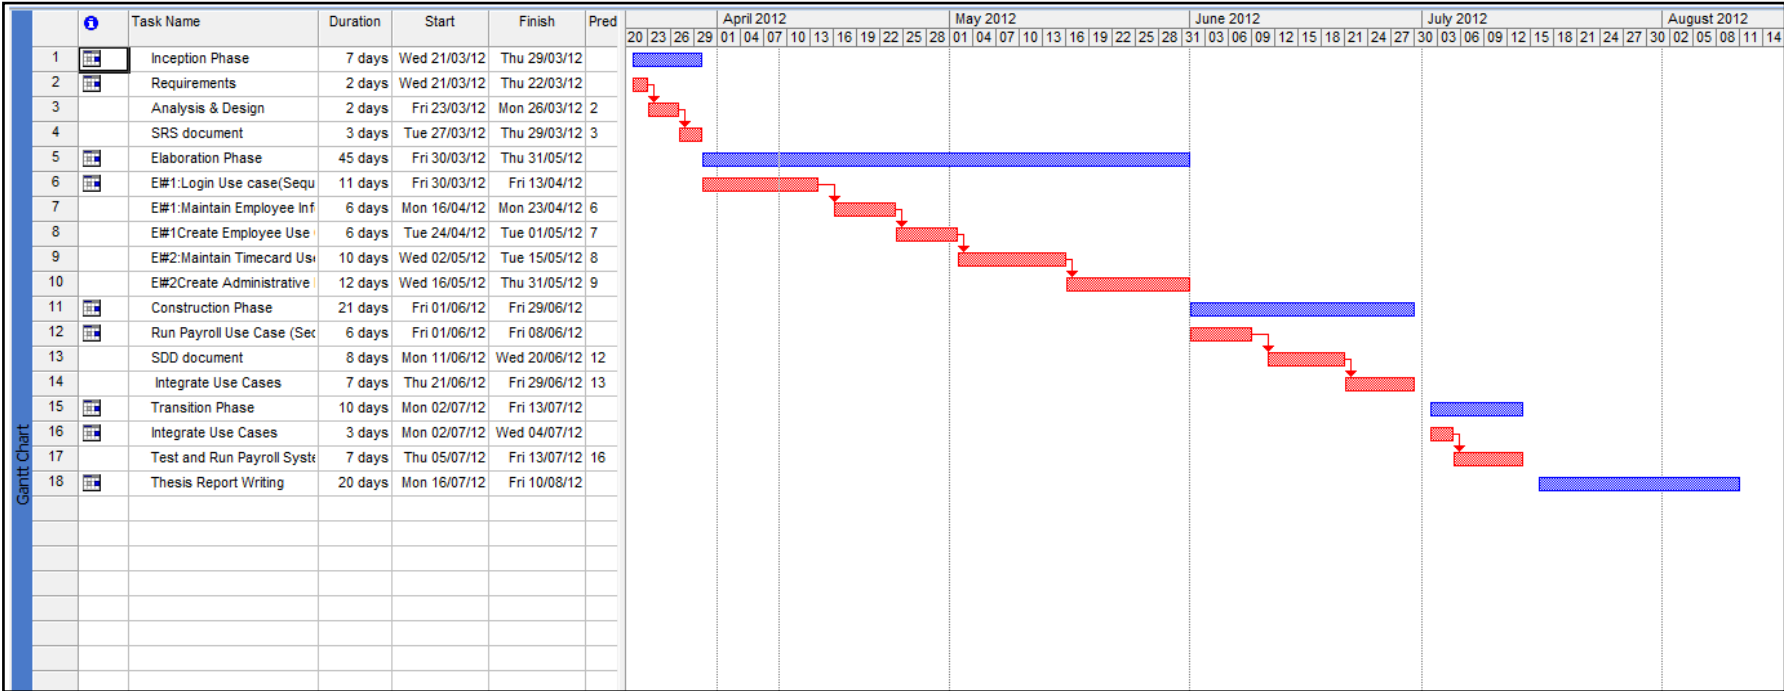 Task Name Duration Start Finish Pred
April 2012 May 2012 June 2012 July 2012 August 2012
20 23 26 29 01 04 07 10 13 16 19 22 25 28 01 04 07 10 13 16 19 22 25 28 31 03 06 09 12 15 18 21 24 27 30 03 06 09 12 15 18 21 24 27 30 02 05 08 11 14
1 Inception Phase 7 days Wed 21/03/12 Thu 29/03/12
2 Requirements 2 days Wed 21/03/12 Thu 22/03/12
3 Analysis & Design 2 days Fri 23/03/12 Mon 26/03/12 2
4 SRS document 3 days Tue 27/03/12 Thu 29/03/12 3
5 Elaboration Phase 45 days Fri 30/03/12 Thu 31/05/12
6 E#1:Login Use case(Sequ 11 days Fri 30/03/12 Fri 13/04/12
7 E#1:Maintain Employee Inf 6 days Mon 16/04/12 Mon 23/04/12 6
8 E#1Create Employee Use 6 days Tue 24/04/12 Tue 01/05/12 7
9 E#2:Maintain Timecard Use 10 days Wed 02/05/12 Tue 15/05/12 8
10 E#2Create Administrative 12 days Wed 16/05/12 Thu 31/05/12 9
11 Construction Phase 21 days Fri 01/06/12 Fri 29/06/12
12 Run Payroll Use Case (Sec 6 days Fri 01/06/12 Fri 08/06/12
13 SDD document 8 days Mon 11/06/12 Wed 20/06/12 12
14 Integrate Use Cases 7 days Thu 21/06/12 Fri 29/06/12 13
15 Transition Phase 10 days Mon 02/07/12 Fri 13/07/12
16 Integrate Use Cases 3 days Mon 02/07/12 Wed 04/07/12
17 Test and Run Payroll Syste 7 days Thu 05/07/12 Fri 13/07/12 16
18 Thesis Report Writing 20 days Mon 16/07/12 Fri 10/08/12
Gantt Chart